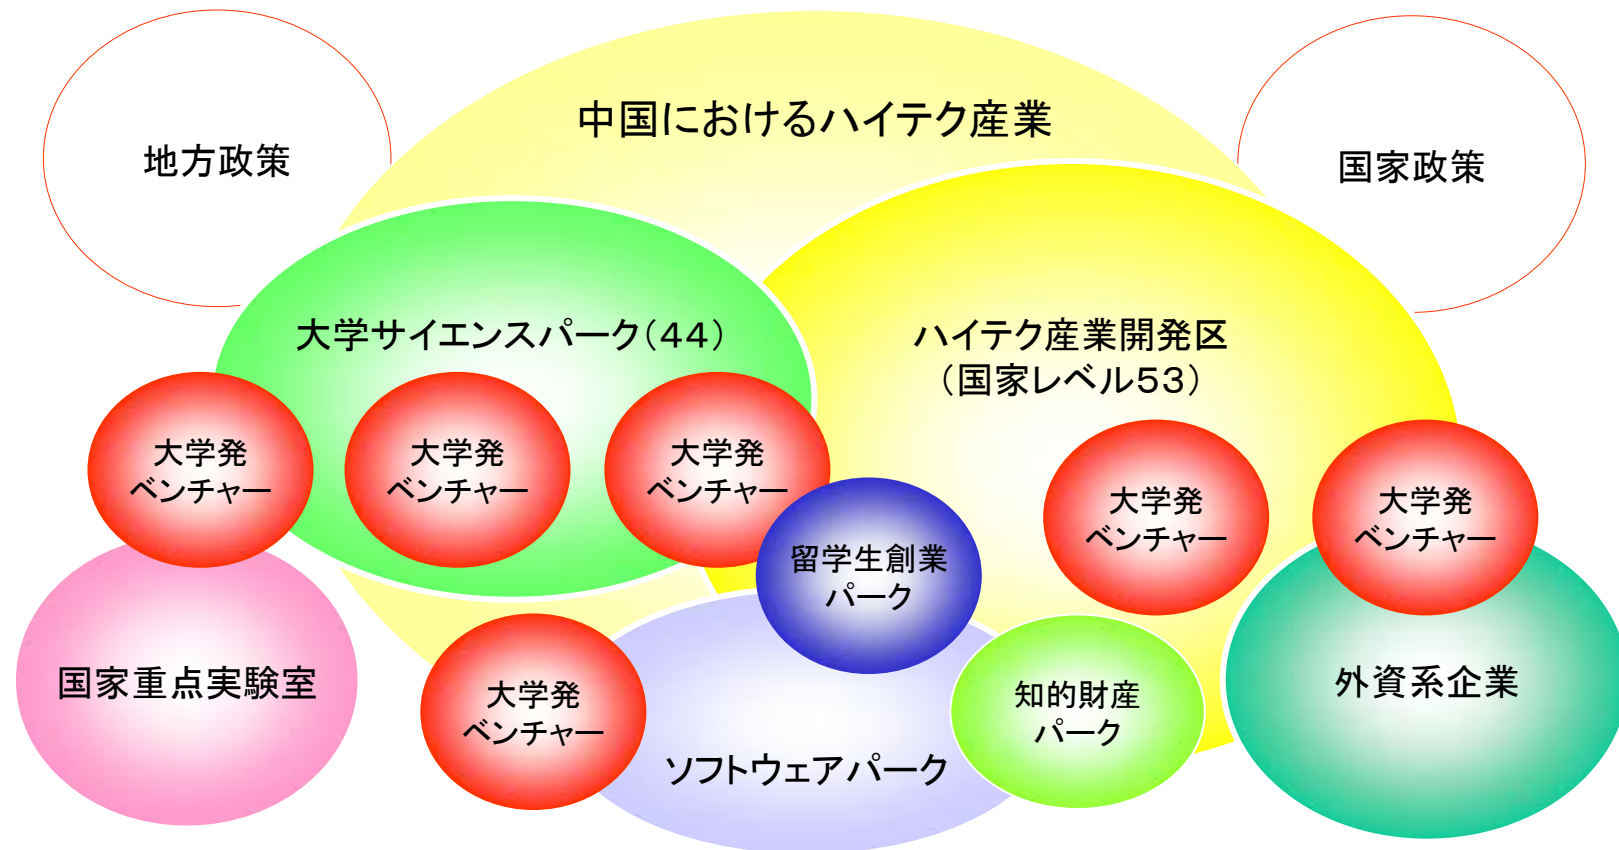 中国におけるハイテク産業
地方政策
国家政策
大学サイエンスパーク（44）
ハイテク産業開発区
（国家レベル53）
大学発
ベンチャー
大学発
ベンチャー
大学発
ベンチャー
大学発
ベンチャー
大学発
ベンチャー
留学生創業
パーク
国家重点実験室
大学発
ベンチャー
知的財産
パーク
外資系企業
ソフトウェアパーク